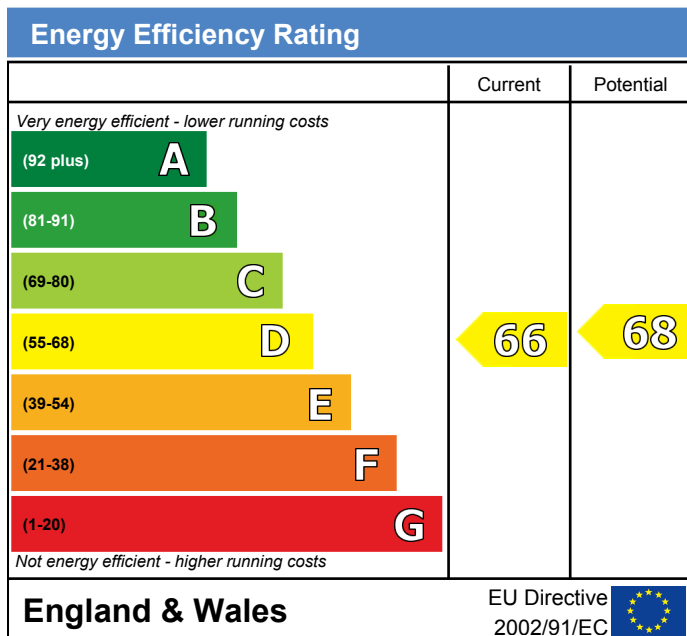 Energy Efficiency Rating
Current Potential
Very energy efficient - lower running costs
(92 plus) A
(81-91) B
(69-80) C
(55-68) D 66 68
(39-54) E
(21-38) F
(1-20) G
Not energy efficient - higher running costs
England & Wales
EU Directive
2002/91/EC